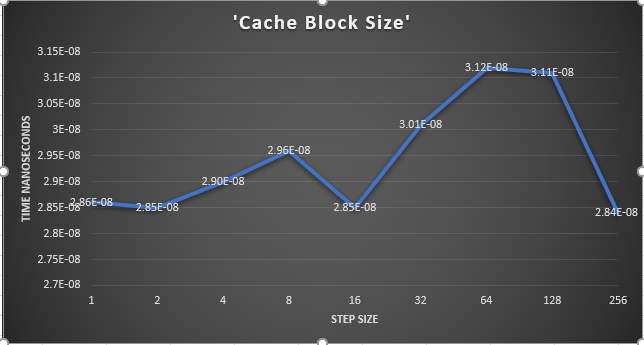 'Cache Block Size'
3.15E-08
3.1E-08
3.05E-08
3E-08
2.95E-08
2.9E-08
2.85E-08
2.8E-08
2.75E-08
2.7E-08
TIME NANOSECONDS
2.86E-08
2.85E-08
2.90E-08
2.96E-08
2.85E-08
3.01E-08
3.12E-08
3.11E-08
2.84E-08
1 2 4 8 16 32 64 128 256
STEP SIZE